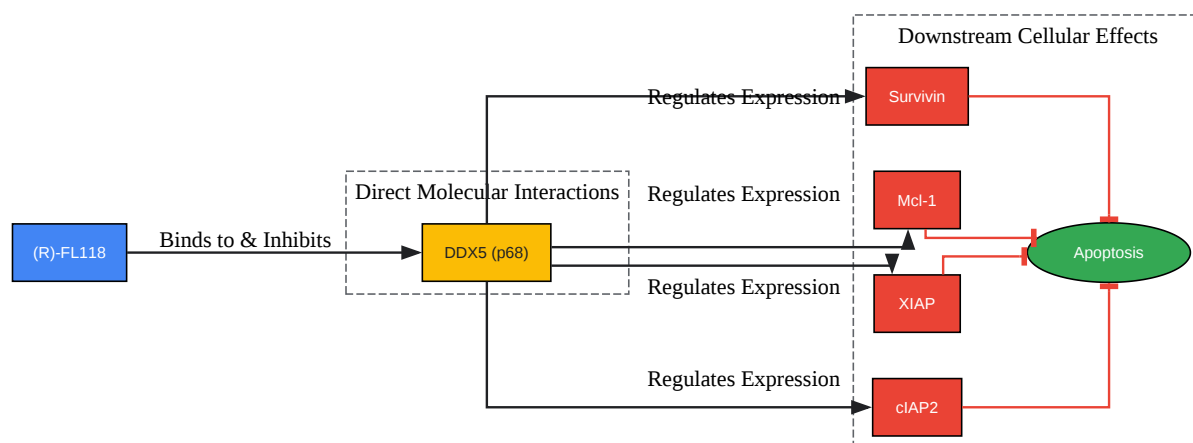 Downstream Cellular Effects
Regulates Expression
Survivin
Direct Molecular Interactions
Regulates Expression
Mcl-1
(R)-FL118
Binds to & Inhibits
DDX5 (p68)
Apoptosis
Regulates Expression
XIAP
Regulates Expression
cIAP2